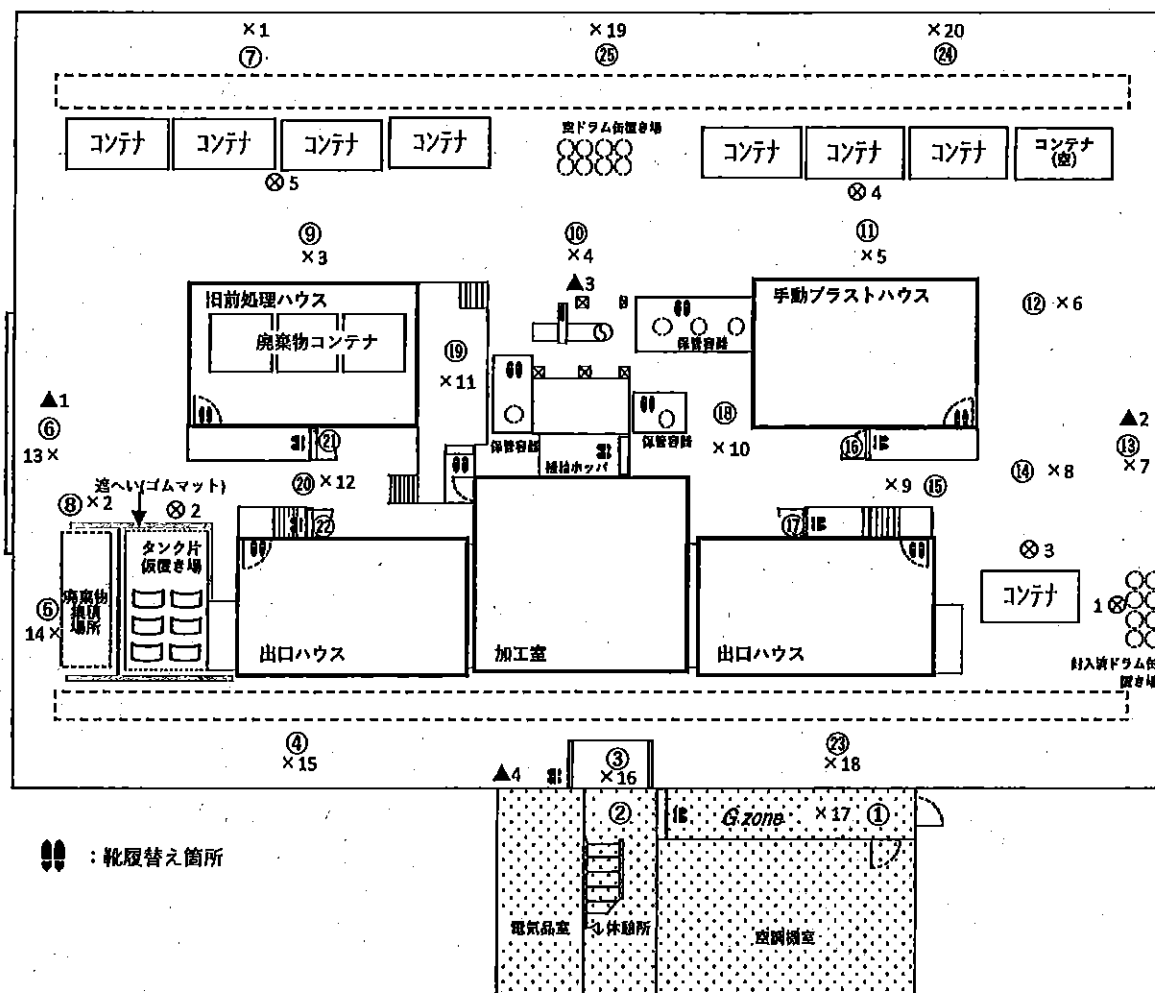 ×1
×19
×20
⑦
㉕
㉔
コンテナ
コンテナ
コンテナ
コンテナ
空ドラム缶置き場
コンテナ
コンテナ
コンテナ
コンテナ
(空)
⊗5
⊗4
⑨
×3
⑩
×4
▲3
⑪
×5
旧前処理ハウス
廃棄物コンテナ
手動ブラストハウス
⑫ ×6
保管容器
⑲
×11
▲1
⑥
13×
⑱
×10
保管容器
保管容器
▲2
⑬
×7
㉑
⑯
⑭ ×8
⑳ ×12
×9 ⑮
遮へい(ゴムマット)
⑧ ×2
⊗2
㉒
⑰
⊗3
タンク片
仮置き場
コンテナ
1⊗
廃棄物
場所
⑤
14×
出口ハウス
加工室
出口ハウス
封入済ドラム缶
置き場
④
×15
③
×16
㉓
×18
▲4
②
G zone
×17
①
:靴履替え箇所
電気品室
休憩所
空調機室